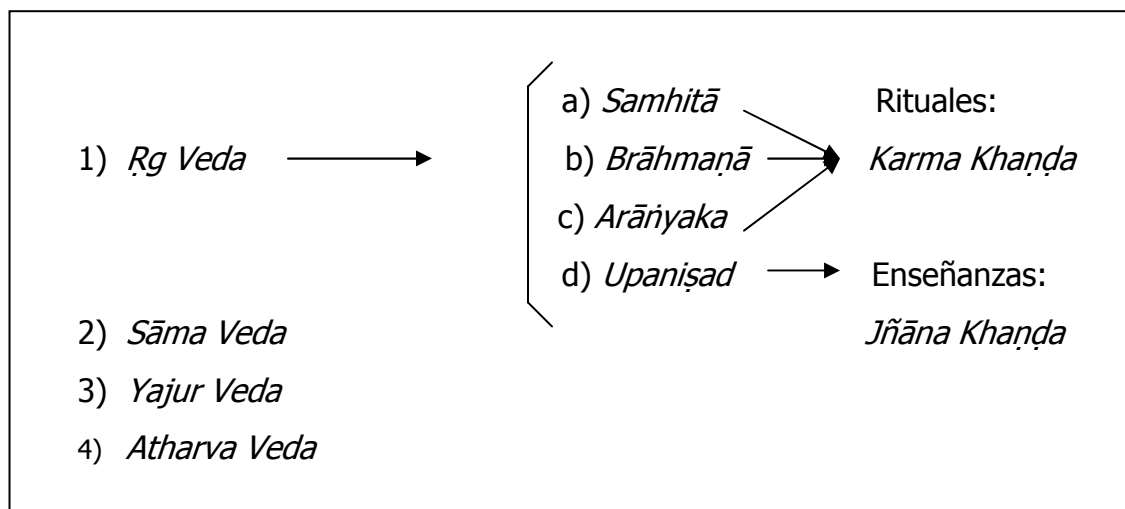 a) Samhitā
Rituales:
1) Ṛg Veda
b) Brāhmaṇā
Karma Khaṇḍa
c) Arāṅyaka
d) Upaniṣad
Enseñanzas:
2) Sāma Veda
Jñāna Khaṇḍa
3) Yajur Veda
4) Atharva Veda